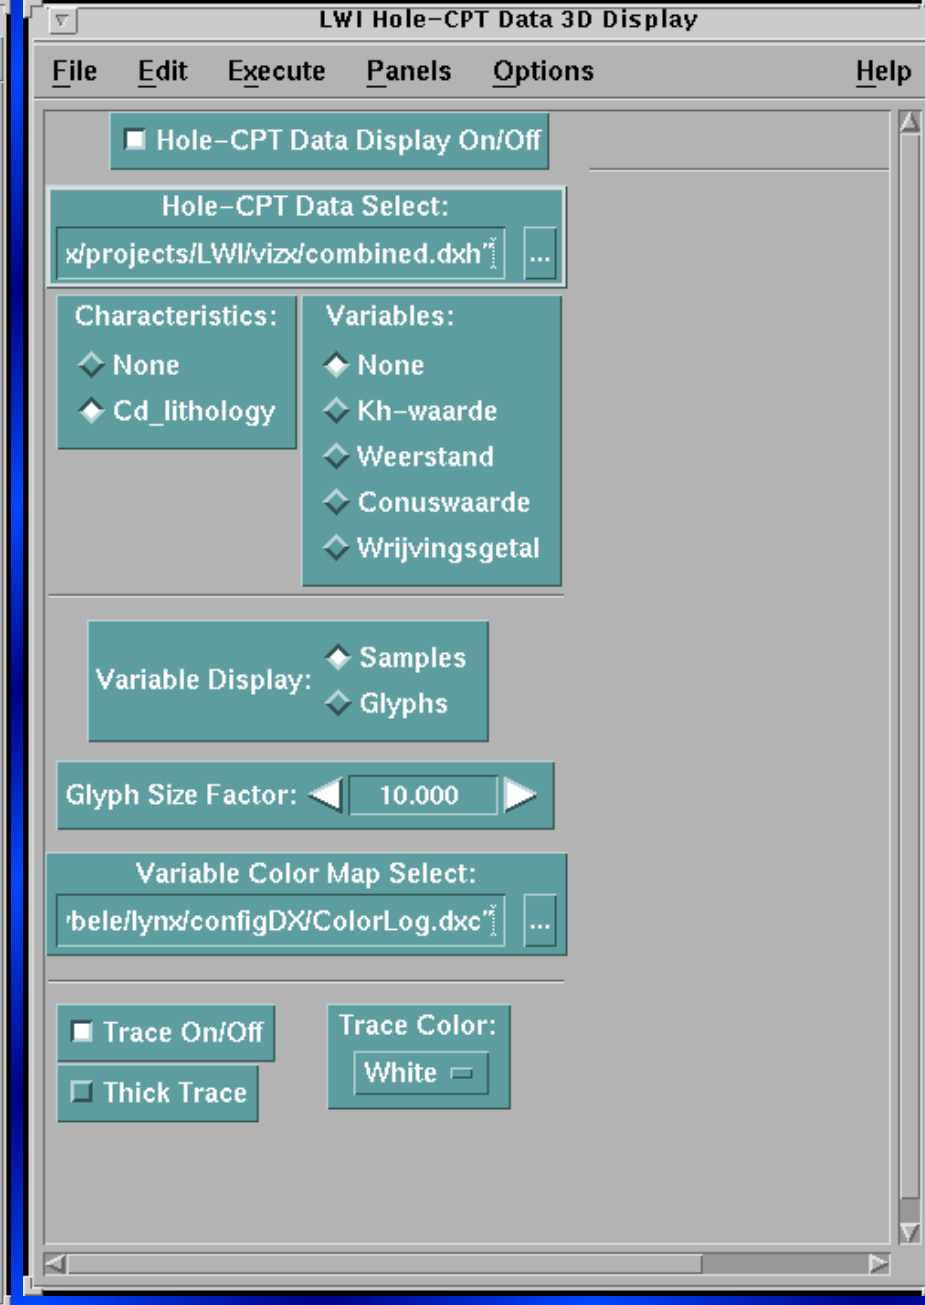 LWI Hole-CPT Data 3D Display
File Edit Execute Panels Options Help
Hole-CPT Data Display On/Off
Hole-CPT Data Select:
x/projects/LWI/vizx/combined.dxh"
...
Characteristics:
None
Cd_lithology
Variables:
None
Kh-waarde
Weerstand
Conuswaarde
Wrijvingsgetal
Variable Display:
Samples
Glyphs
Glyph Size Factor: 10.000
Variable Color Map Select:
bele/lynx/configDX/ColorLog.dxc"
...
Trace On/Off
Thick Trace
Trace Color:
White